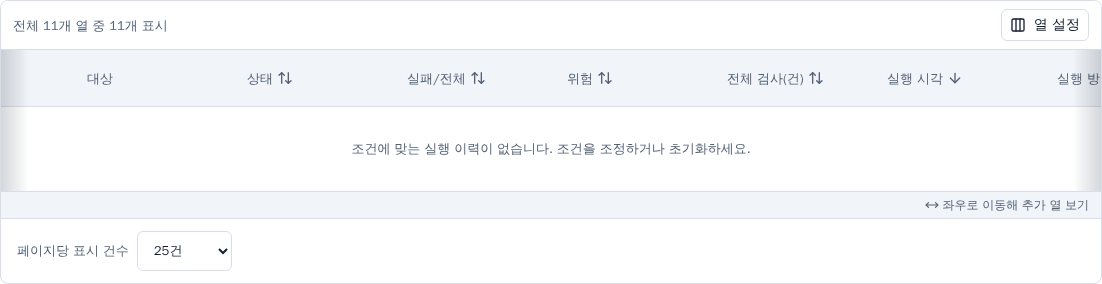 전체 11개 열 중 11개 표시
열 설정
대상 상태 실패/전체 위험 전체 검사(건) 실행 시각 실행 방
조건에 맞는 실행 이력이 없습니다. 조건을 조정하거나 초기화하세요.
좌우로 이동해 추가 열 보기
페이지당 표시 건수 25건